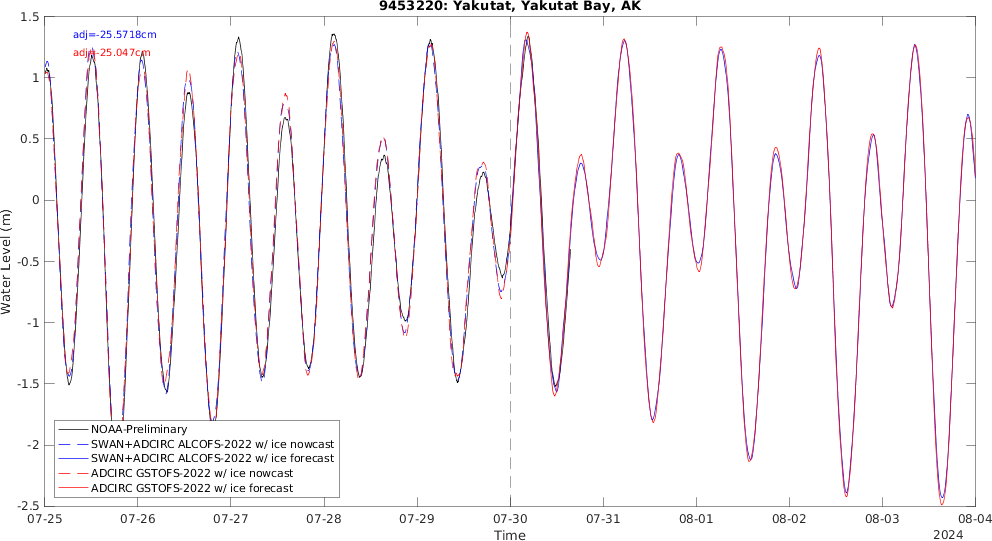 9453220: Yakutat, Yakutat Bay, AK
adj=-25.5718cm
adj=-25.047cm
Water Level (m)
1.5
1
0.5
0
-0.5
-1
-1.5
-2
-2.5
NOAA-Preliminary
SWAN+ADCIRC ALCOFS-2022 w/ ice nowcast
SWAN+ADCIRC ALCOFS-2022 w/ ice forecast
ADCIRC GSTOFS-2022 w/ ice nowcast
ADCIRC GSTOFS-2022 w/ ice forecast
07-25 07-26 07-27 07-28 07-29 07-30 07-31 08-01 08-02 08-03 08-04
Time
2024